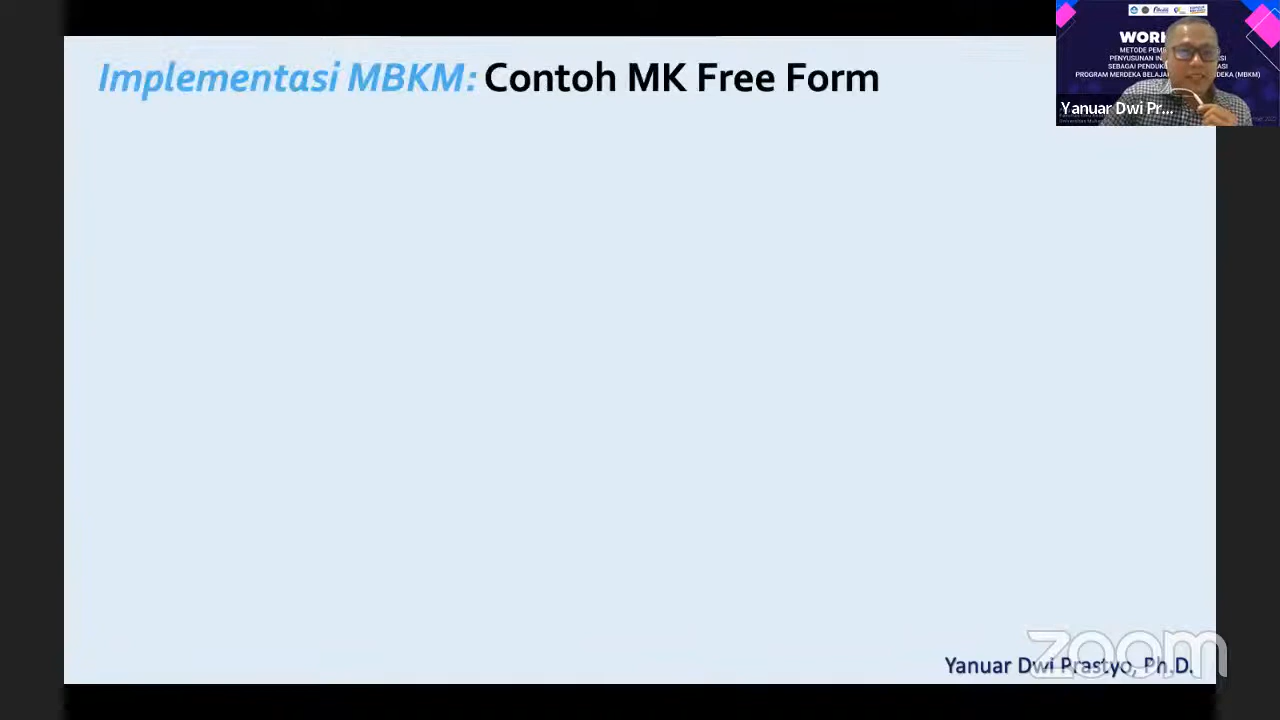 Implementasi MBKM: Contoh MK Free Form
WORK
METODE PEM
PENYUSUNAN IN
SEBAGAI PENDUK
PROGRAM MERDEKA BELAJA DEKA (MBKM)
Yanuar Dwi Pr...
zoom
Yanuar Dwi Prastyo, Ph.D.